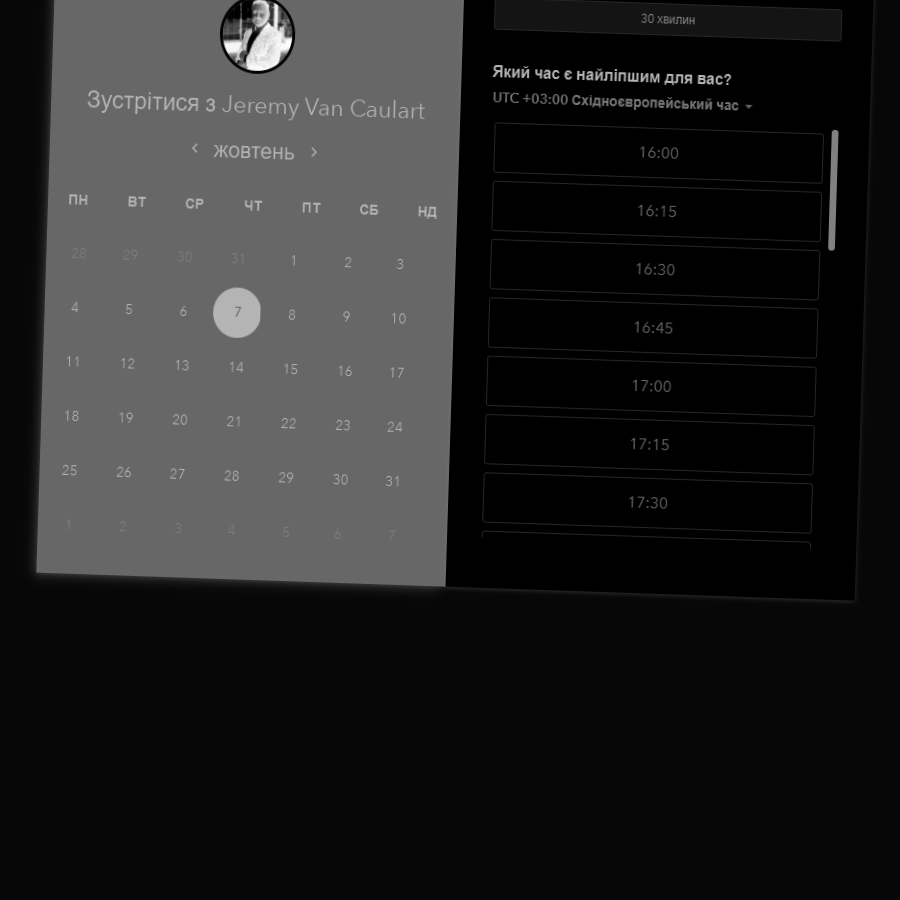 Зустрітися з Jeremy Van Caulart
жовтень
ПН ВТ СР ЧТ ПТ СБ НД
28 29 30 31 1 2 3
4 5 6 7 8 9 10
11 12 13 14 15 16 17
18 19 20 21 22 23 24
25 26 27 28 29 30 31
1 2 3 4 5 6 7
30 хвилин
Який час є найліпшим для вас?
UTC +03:00 Східноєвропейський час
16:00
16:15
16:30
16:45
17:00
17:15
17:30